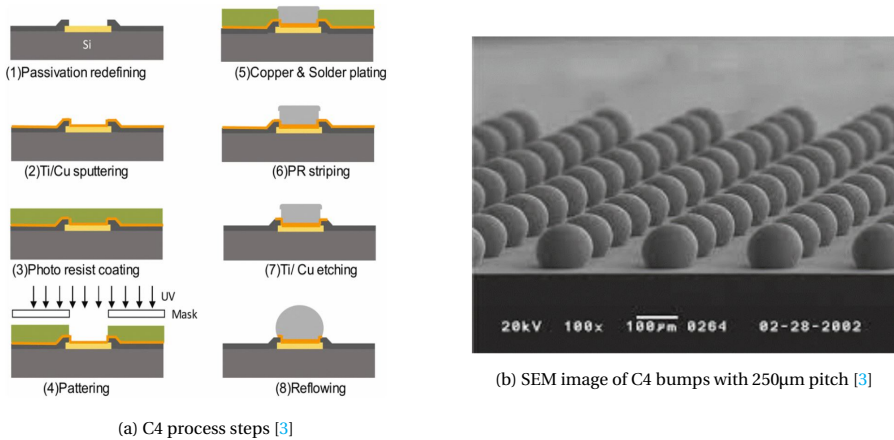 Si
(1)Passivation redefining
(2)Ti/Cu sputtering
(3)Photo resist coating
UV
Mask
(4)Pattering
(5)Copper & Solder plating
(6)PR striping
(7)Ti/ Cu etching
(8)Reflowing
(a) C4 process steps [3]
20kV 100x 100μm 0264 02-28-2002
(b) SEM image of C4 bumps with 250μm pitch [3]